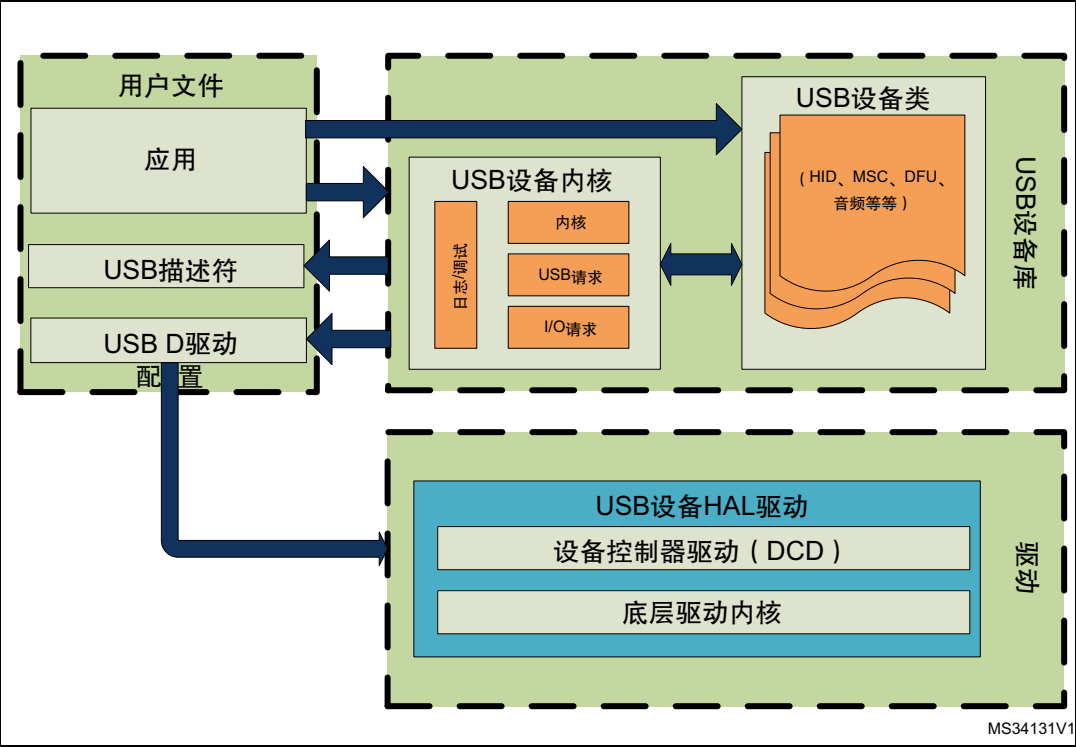 用户文件
应用
USB描述符
USB D驱动
配置
USB设备内核
日志/调试
内核
USB请求
I/O请求
USB设备类
(HID、MSC、DFU、
音频等等)
USB设备库
USB设备HAL驱动
设备控制器驱动(DCD)
底层驱动内核
驱动
MS34131V1